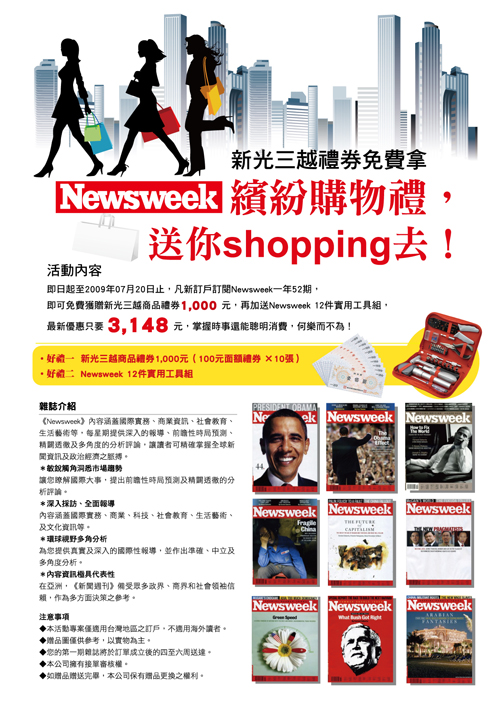 新光三越禮券免費拿
Newsweek 繽紛購物禮，
送你shopping去！
活動內容
即日起至2009年07月20日止，凡新訂戶訂閱Newsweek一年52期，
即可免費獲贈新光三越商品禮券1,000 元，再加送Newsweek 12件實用工具組，
最新優惠只要 3,148 元，掌握時事還能聰明消費，何樂而不為！
・好禮一 新光三越商品禮券1,000元（100元面額禮券 ×10張）
・好禮二 Newsweek 12件實用工具組
雜誌介紹
《Newsweek》內容涵蓋國際實務、商業資訊、社會教育、
生活藝術等，每星期提供深入的報導、前瞻性時局預測、
精闢透徹及多角度的分析評論，讓讀者可精確掌握全球新
聞資訊及政治經濟之脈搏。
＊敏銳觸角洞悉市場趨勢
讓您瞭解國際大事，提出前瞻性時局預測及精闢透徹的分
析評論。
＊深入採訪、全面報導
內容涵蓋國際實務、商業、科技、社會教育、生活藝術、
及文化資訊等。
＊環球視野多角分析
為您提供真實及深入的國際性報導，並作出準確、中立及
多角度分析。
＊內容資訊極具代表性
在亞洲，《新聞週刊》備受眾多政界、商界和社會領袖信
賴，作為多方面決策之參考。
注意事項
◆本活動專案僅適用台灣地區之訂戶，不適用海外讀者。
◆贈品圖僅供參考，以實物為主。
◆您的第一期雜誌將於訂單成立後的四至六周送達。
◆本公司擁有接單審核權。
◆如贈品贈送完畢，本公司保有贈品更換之權利。
PRESIDENT OBAMA
ek
44.
Newsweek
The
Obama
Effect
Newsweek
How to Fix
The World
Newsweek
Fragile
China
Newsweek
THE FUTURE
OF
CAPITALISM
Newsweek
THE NEW PRAGMATISTS
Newsweek
Green Speed
Newsweek
What Bush Got Right
Newsweek
ARABIAN
FANTASIES